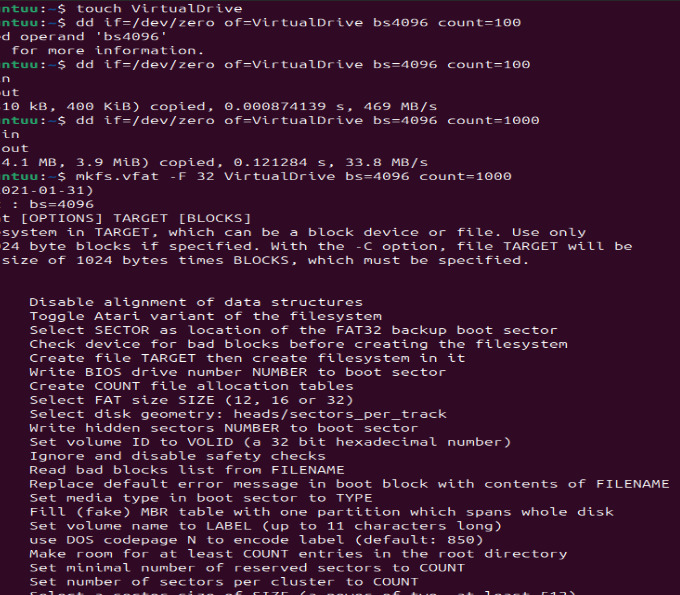 ntuu:~$ touch VirtualDrive
ntuu:~$ dd if=/dev/zero of=VirtualDrive bs4096 count=100
d operand 'bs4096'
for more information.
ntuu:~$ dd if=/dev/zero of=VirtualDrive bs=4096 count=100
n
ut
10 kB, 400 KiB) copied, 0.000874139 s, 469 MB/s
ntuu:~$ dd if=/dev/zero of=VirtualDrive bs=4096 count=1000
in
out
4.1 MB, 3.9 MiB) copied, 0.121284 s, 33.8 MB/s
ntuu:~$ mkfs.vfat -F 32 VirtualDrive bs=4096 count=1000
021-01-31)
: bs=4096
t [OPTIONS] TARGET [BLOCKS]
system in TARGET, which can be a block device or file. Use only
24 byte blocks if specified. With the -C option, file TARGET will be
size of 1024 bytes times BLOCKS, which must be specified.
Disable alignment of data structures
Toggle Atari variant of the filesystem
Select SECTOR as location of the FAT32 backup boot sector
Check device for bad blocks before creating the filesystem
Create file TARGET then create filesystem in it
Write BIOS drive number NUMBER to boot sector
Create COUNT file allocation tables
Select FAT size SIZE (12, 16 or 32)
Select disk geometry: heads/sectors_per_track
Write hidden sectors NUMBER to boot sector
Set volume ID to VOLID (a 32 bit hexadecimal number)
Ignore and disable safety checks
Read bad blocks list from FILENAME
Replace default error message in boot block with contents of FILENAME
Set media type in boot sector to TYPE
Fill (fake) MBR table with one partition which spans whole disk
Set volume name to LABEL (up to 11 characters long)
use DOS codepage N to encode label (default: 850)
Make room for at least COUNT entries in the root directory
Set minimal number of reserved sectors to COUNT
Set number of sectors per cluster to COUNT
Select a sector size of SIZE (a power of two, at least 512)